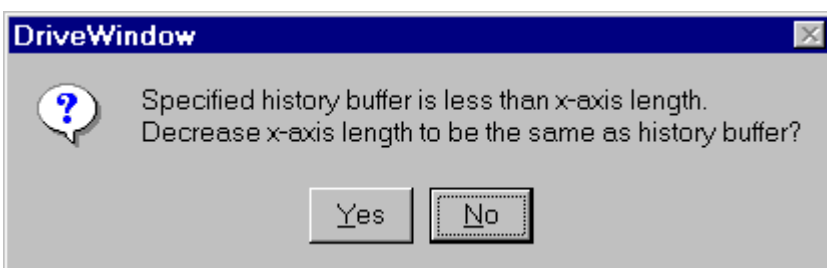 DriveWindow
Specified history buffer is less than x-axis length.
Decrease x-axis length to be the same as history buffer?
Yes
No